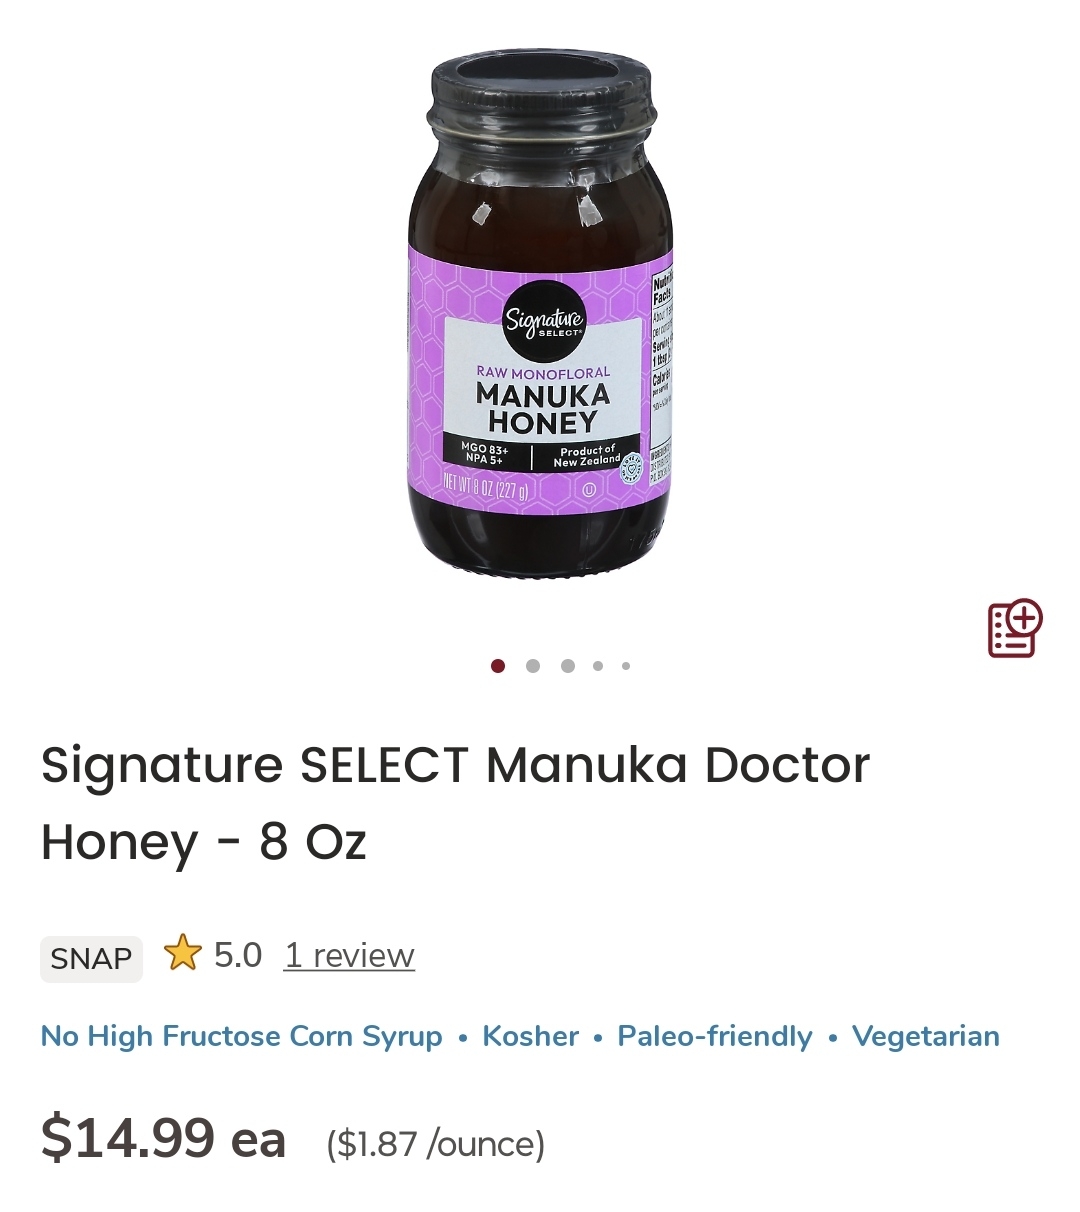 Signature
SELECT®
RAW MONOFLORAL
MANUKA
HONEY
MGO 83+
NPA 5+
Product of
New Zealand
NET WT 8 OZ (227 g)
U
Facts
Signature SELECT Manuka Doctor
Honey - 8 Oz
SNAP 5.0 1 review
No High Fructose Corn Syrup • Kosher • Paleo-friendly • Vegetarian
$14.99 ea ($1.87 /ounce)